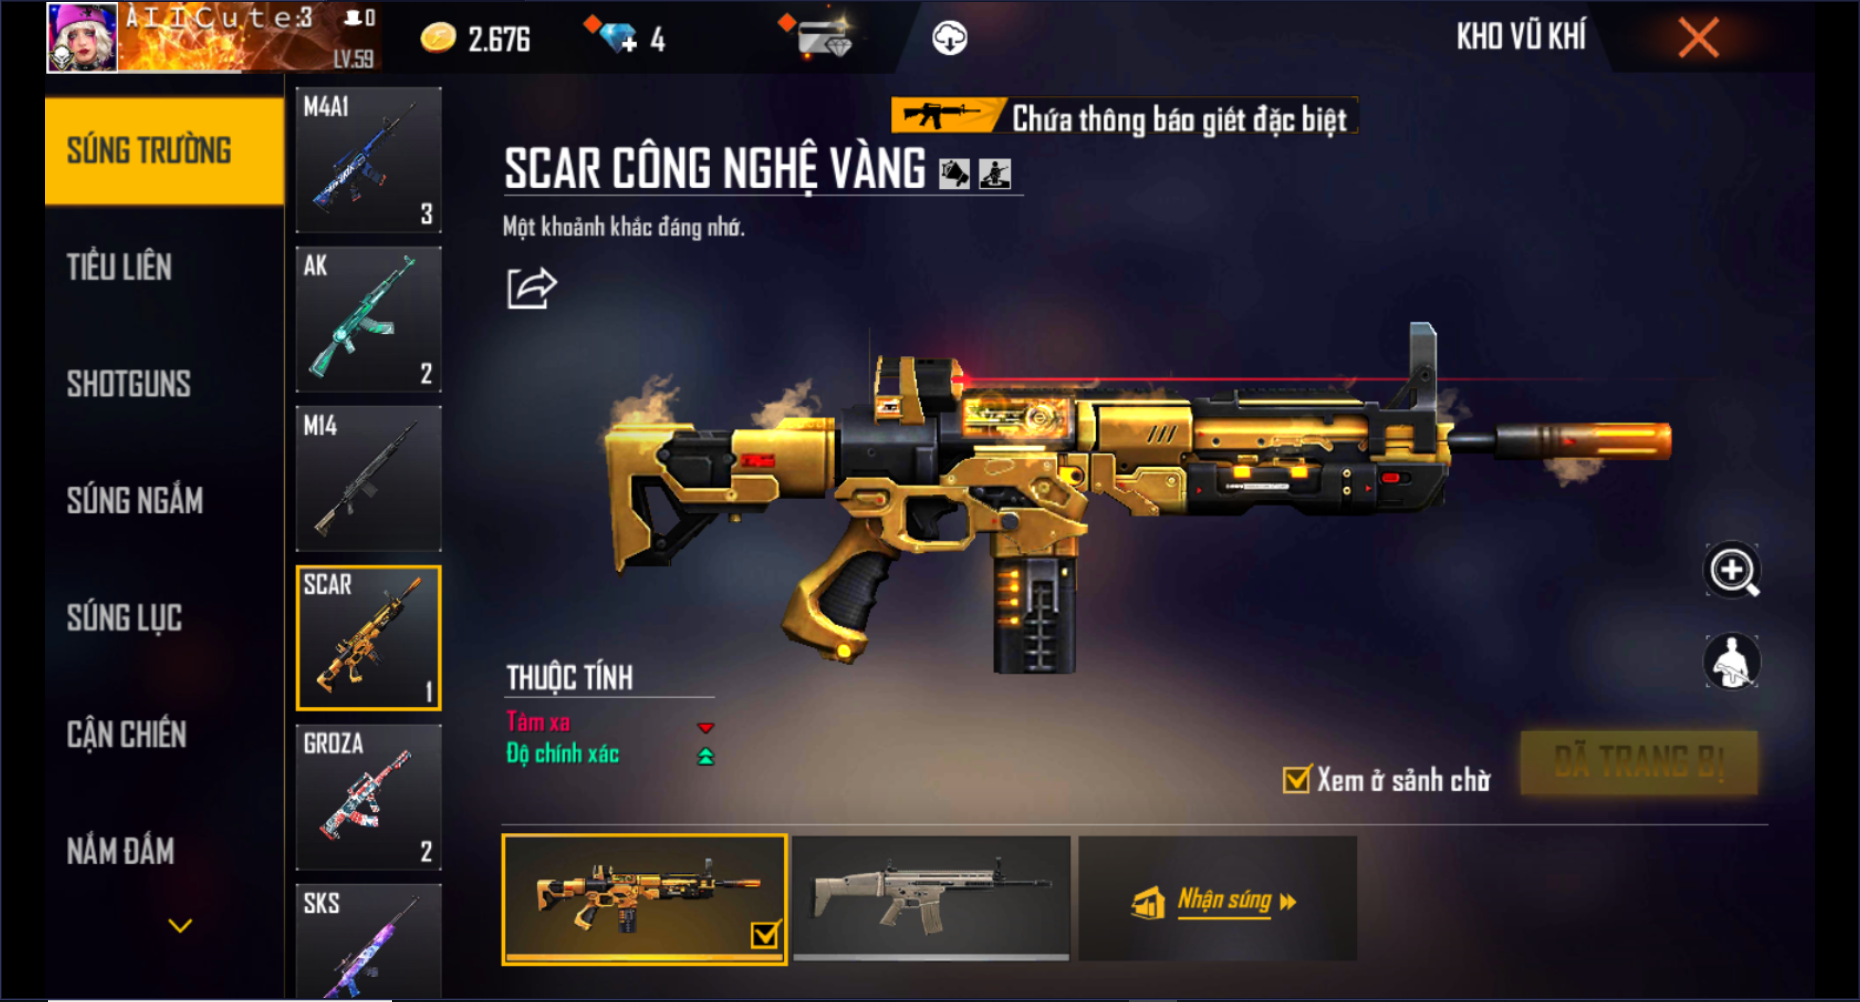 ÀIICute:3
0
LV.59
2.676
4
KHO VŨ KHÍ
SÚNG TRƯỜNG
TIỂU LIÊN
SHOTGUNS
SÚNG NGẮM
SÚNG LỤC
CẬN CHIẾN
NẮM ĐẤM
M4A1
3
AK
2
M14
SCAR
1
GROZA
2
SKS
Chứa thông báo giết đặc biệt
SCAR CÔNG NGHỆ VÀNG
Một khoảnh khắc đáng nhớ.
THUỘC TÍNH
Tầm xa
Độ chính xác
Xem ở sảnh chờ
ĐÃ TRANG BỊ
Nhận súng